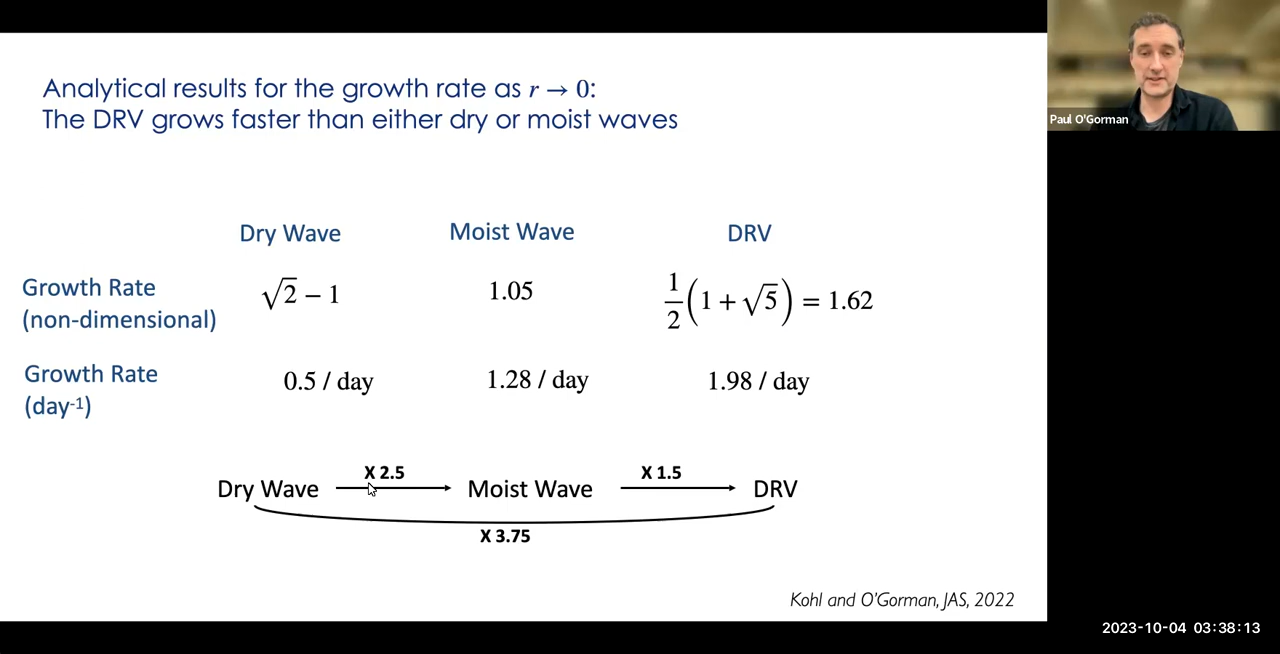 Analytical results for the growth rate as r → 0:
The DRV grows faster than either dry or moist waves
Dry Wave Moist Wave DRV
Growth Rate
(non-dimensional)
√2 − 1 1.05 1/2(1 + √5) = 1.62
Growth Rate
(day⁻¹)
0.5 / day 1.28 / day 1.98 / day
X 2.5 X 1.5
Dry Wave Moist Wave DRV
X 3.75
Kohl and O'Gorman, JAS, 2022
Paul O'Gorman
2023-10-04 03:38:13